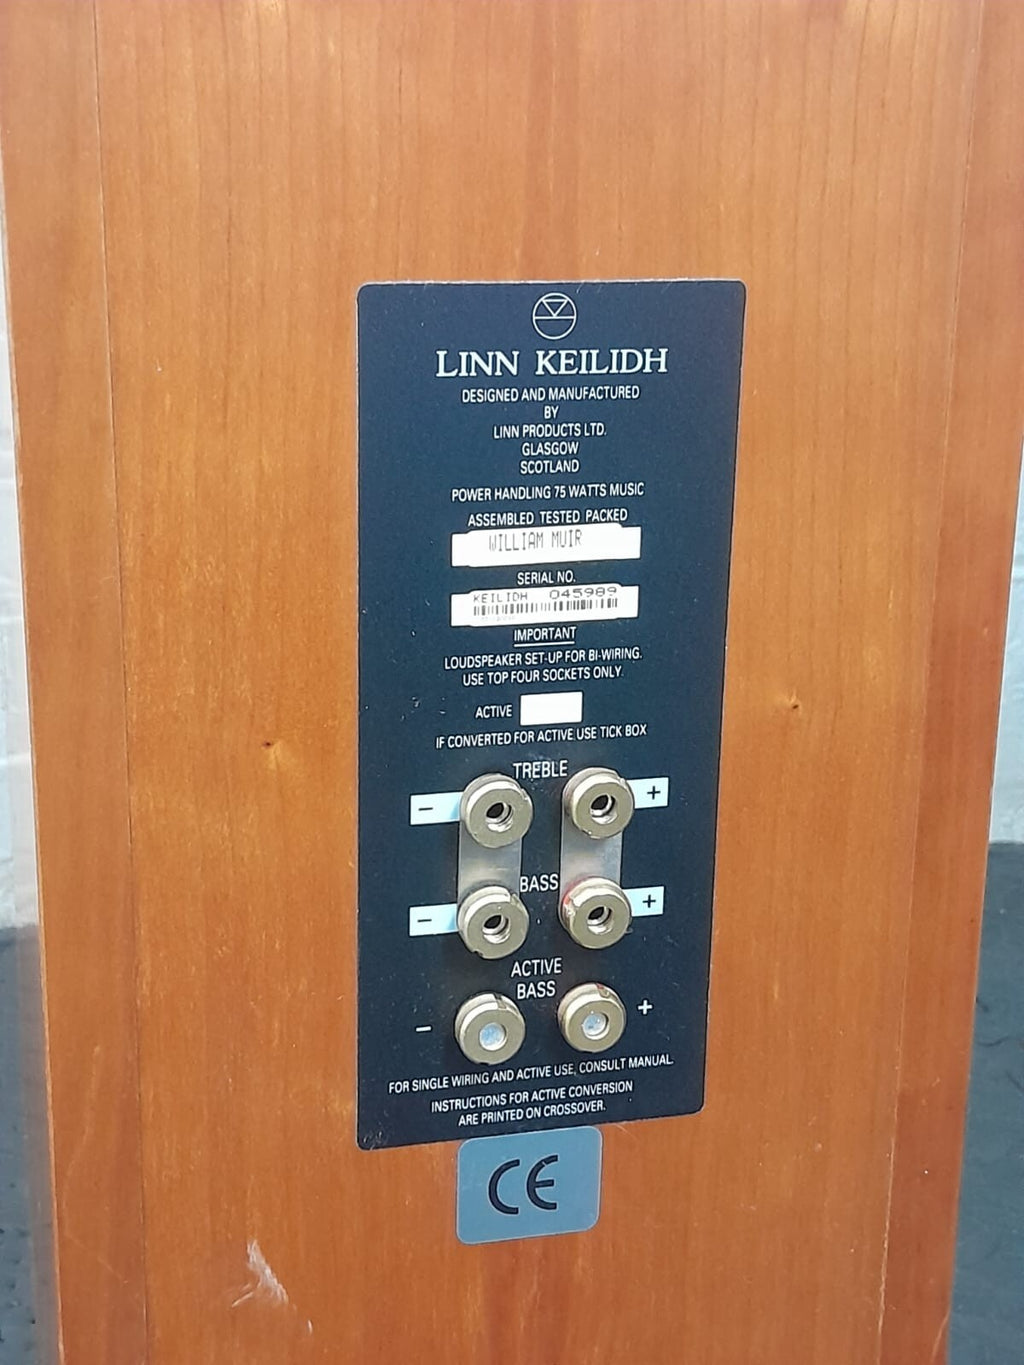 LINN KEILIDH
DESIGNED AND MANUFACTURED
BY
LINN PRODUCTS LTD.
GLASGOW
SCOTLAND
POWER HANDLING 75 WATTS MUSIC
ASSEMBLED TESTED PACKED
WILLIAM MUIR
SERIAL NO.
KEILIDH 045989
IMPORTANT
LOUDSPEAKER SET-UP FOR BI-WIRING.
USE TOP FOUR SOCKETS ONLY.
ACTIVE
IF CONVERTED FOR ACTIVE USE TICK BOX
TREBLE
− +
BASS
− +
ACTIVE
BASS
− +
FOR SINGLE WIRING AND ACTIVE USE, CONSULT MANUAL.
INSTRUCTIONS FOR ACTIVE CONVERSION
ARE PRINTED ON CROSSOVER.
CE